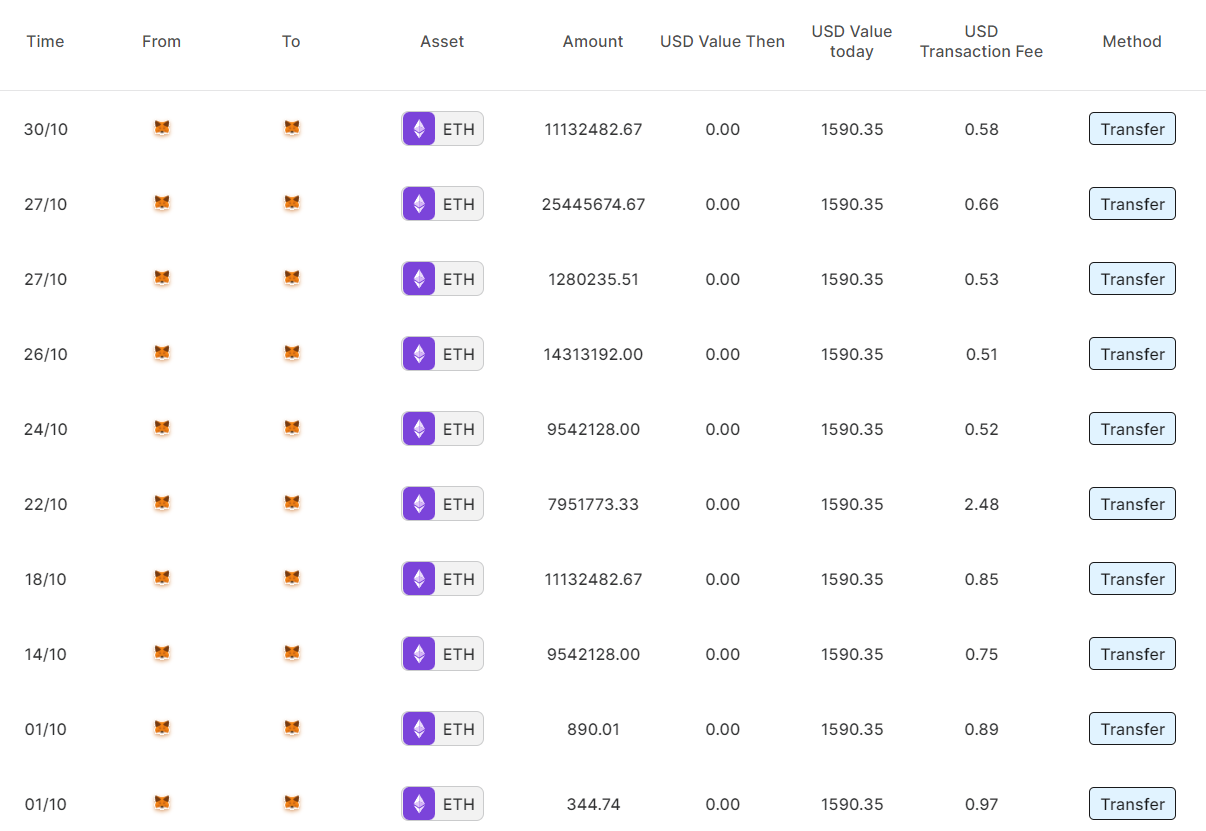 Time From To Asset Amount USD Value Then USD Value today USD Transaction Fee Method
30/10 ETH 11132482.67 0.00 1590.35 0.58 Transfer
27/10 ETH 25445674.67 0.00 1590.35 0.66 Transfer
27/10 ETH 1280235.51 0.00 1590.35 0.53 Transfer
26/10 ETH 14313192.00 0.00 1590.35 0.51 Transfer
24/10 ETH 9542128.00 0.00 1590.35 0.52 Transfer
22/10 ETH 7951773.33 0.00 1590.35 2.48 Transfer
18/10 ETH 11132482.67 0.00 1590.35 0.85 Transfer
14/10 ETH 9542128.00 0.00 1590.35 0.75 Transfer
01/10 ETH 890.01 0.00 1590.35 0.89 Transfer
01/10 ETH 344.74 0.00 1590.35 0.97 Transfer